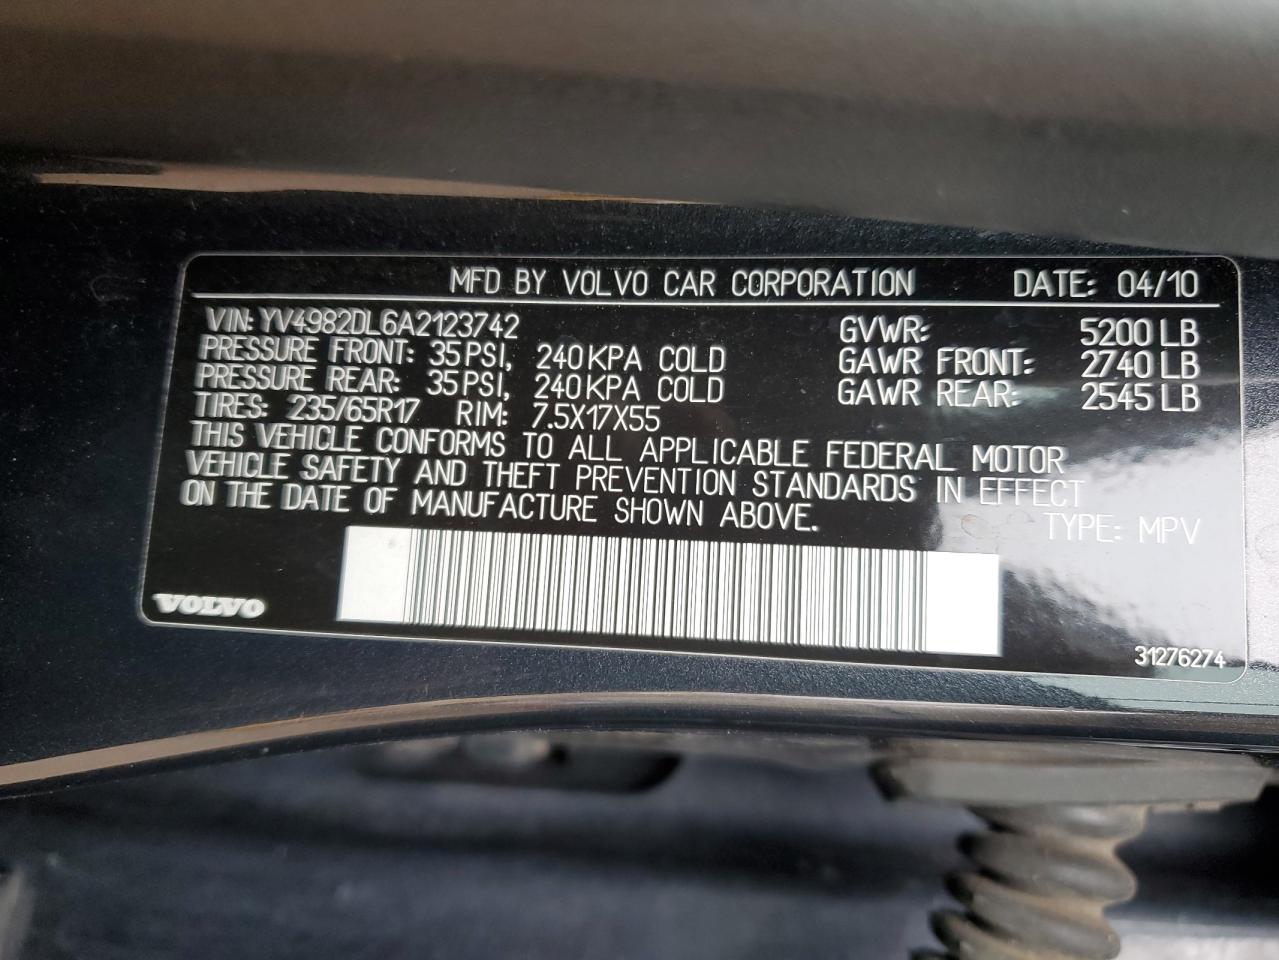 MFD BY VOLVO CAR CORPORATION DATE: 04/10
VIN: YV4982DL6A2123742 GVWR: 5200 LB
PRESSURE FRONT: 35 PSI, 240 KPA COLD GAWR FRONT: 2740 LB
PRESSURE REAR: 35 PSI, 240 KPA COLD GAWR REAR: 2545 LB
TIRES: 235/65R17 RIM: 7.5X17X55
THIS VEHICLE CONFORMS TO ALL APPLICABLE FEDERAL MOTOR
VEHICLE SAFETY AND THEFT PREVENTION STANDARDS IN EFFECT
ON THE DATE OF MANUFACTURE SHOWN ABOVE. TYPE: MPV
VOLVO
31276274